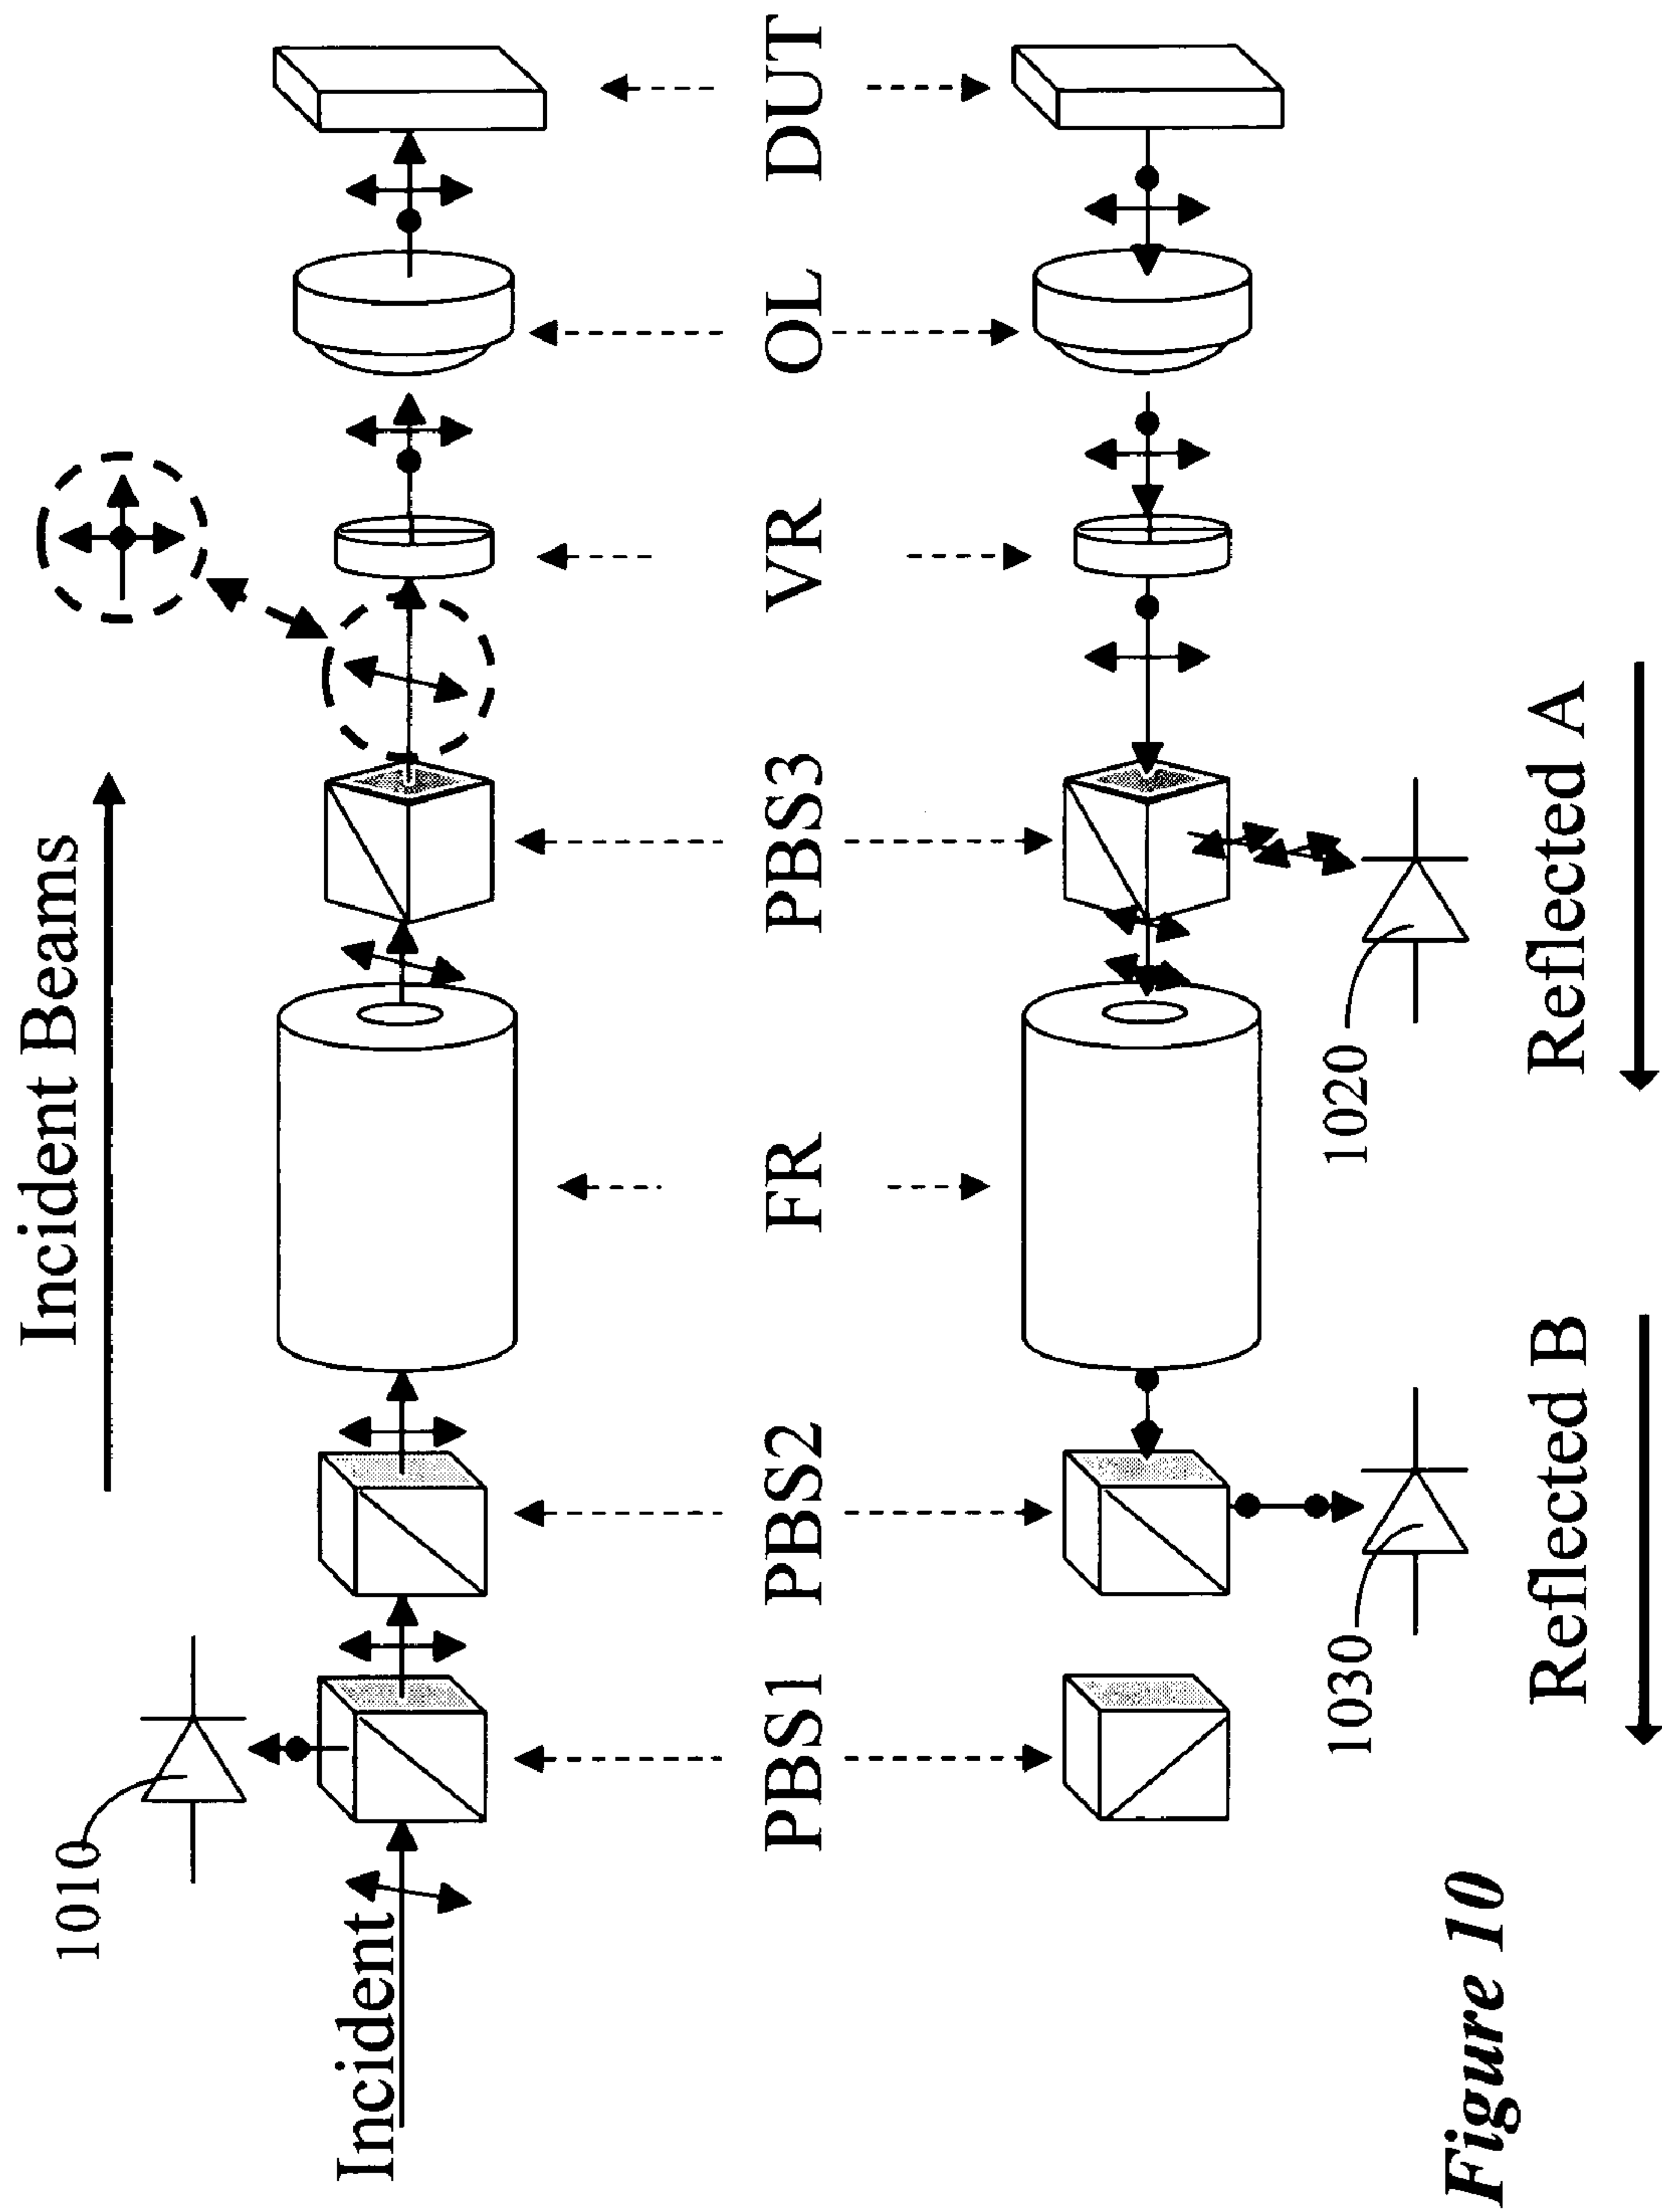 Incident Beams
1010
Incident
PBS1 PBS2 FR PBS3 VR OL DUT
1030
1020
Reflected B Reflected A
Figure 10